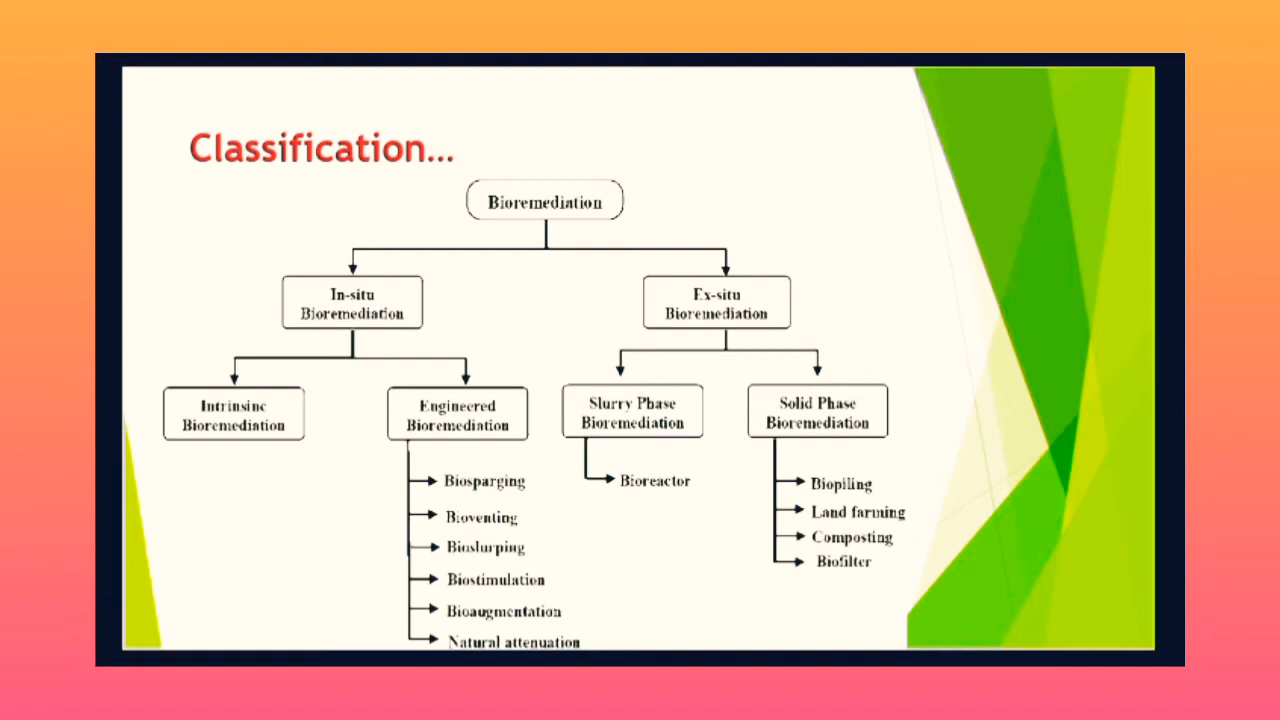 Classification...
Bioremediation
In-situ
Bioremediation
Ex-situ
Bioremediation
Intrinsinc
Bioremediation
Engineered
Bioremediation
Slurry Phase
Bioremediation
Solid Phase
Bioremediation
Biosparging
Bioventing
Bioslurping
Biostimulation
Bioaugmentation
Natural attenuation
Bioreactor
Biopiling
Land farming
Composting
Biofilter